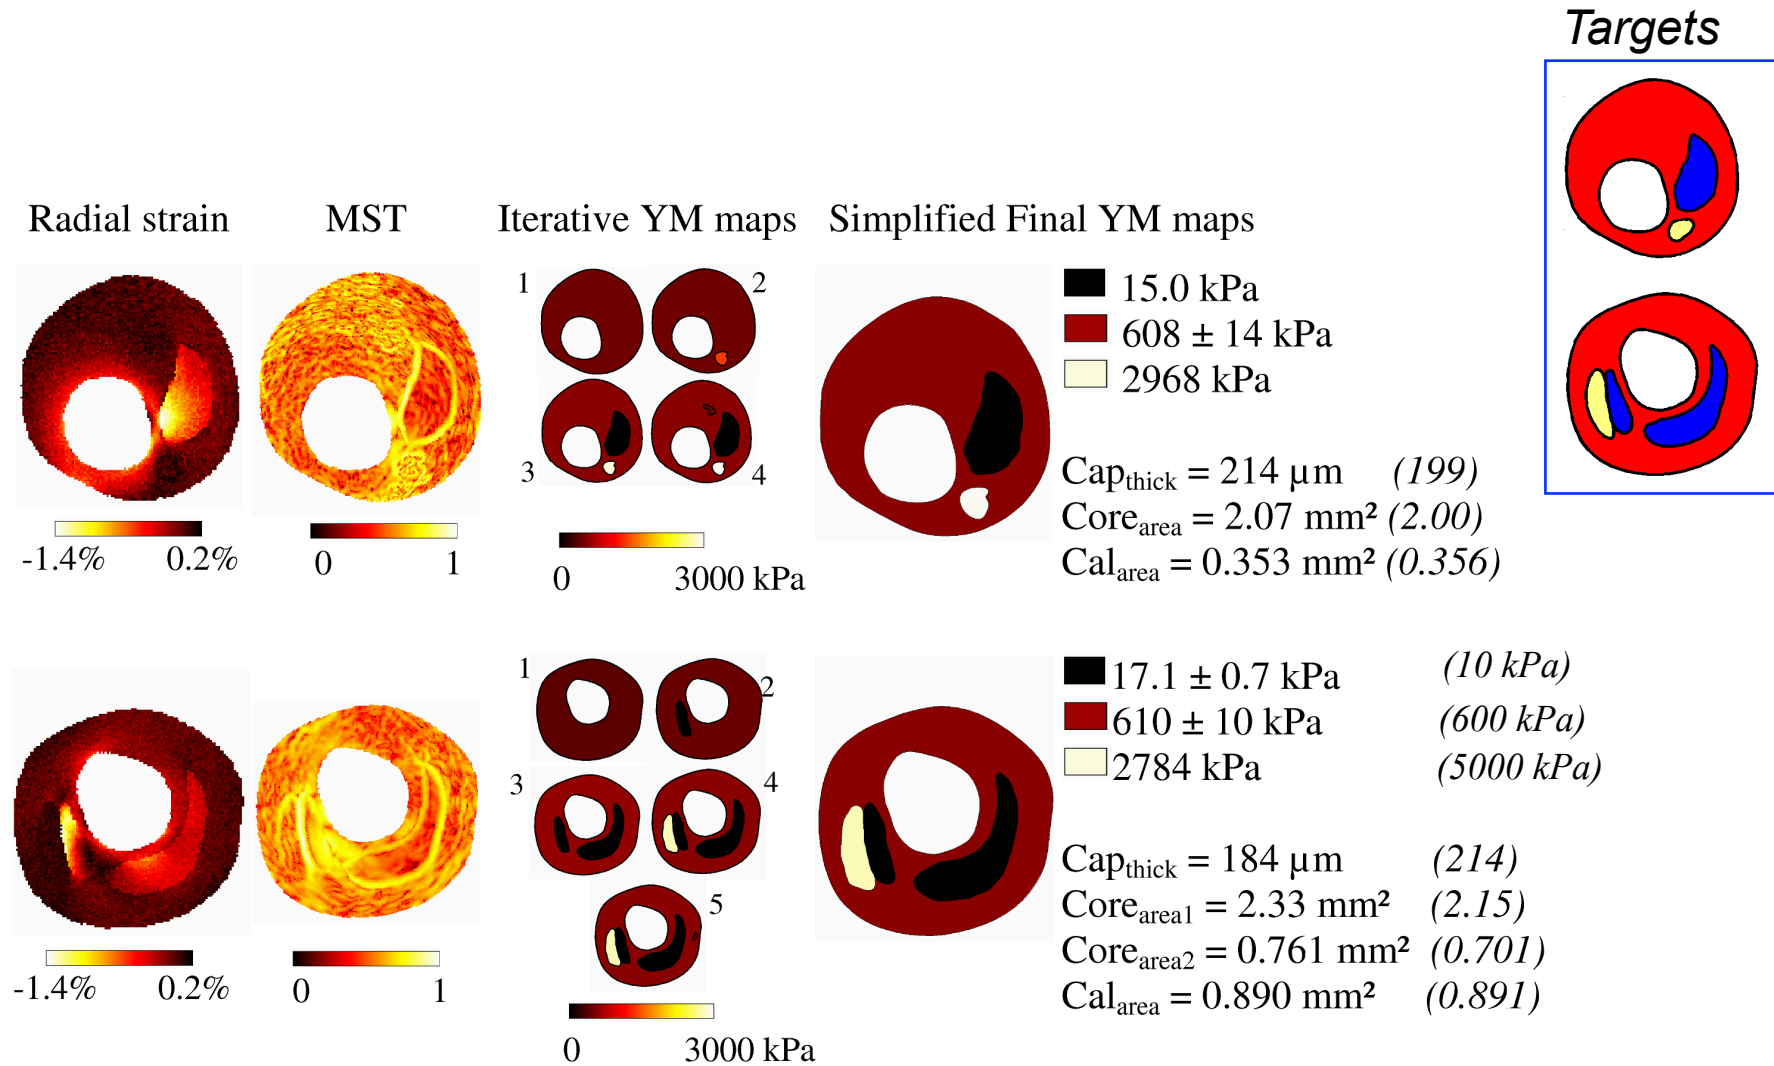 Targets
Radial strain
MST
Iterative YM maps
Simplified Final YM maps
1
2
3
4
-1.4%
0.2%
0
1
0
3000 kPa
15.0 kPa
608 ± 14 kPa
2968 kPa
Capthick = 214 µm (199)
Corearea = 2.07 mm² (2.00)
Calarea = 0.353 mm² (0.356)
1
2
3
4
5
-1.4%
0.2%
0
1
0
3000 kPa
17.1 ± 0.7 kPa (10 kPa)
610 ± 10 kPa (600 kPa)
2784 kPa (5000 kPa)
Capthick = 184 µm (214)
Corearea1 = 2.33 mm² (2.15)
Corearea2 = 0.761 mm² (0.701)
Calarea = 0.890 mm² (0.891)